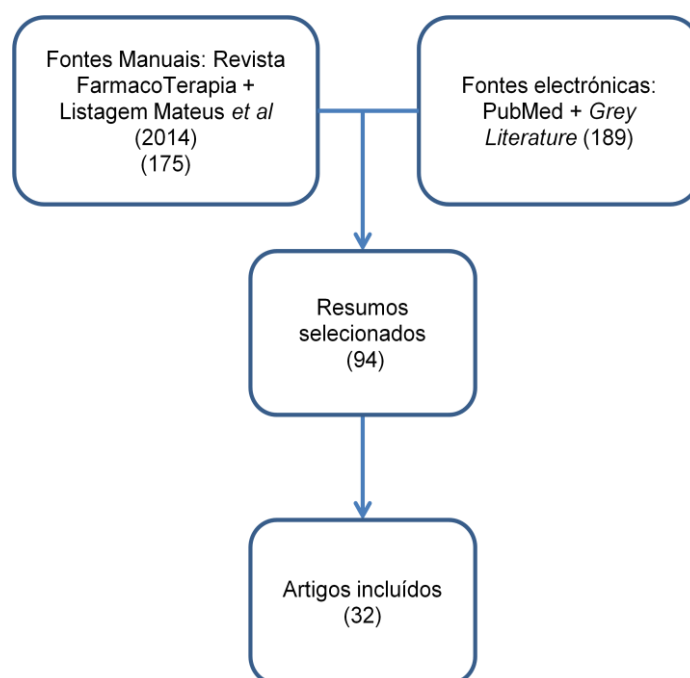 Fontes Manuais: Revista
FarmacoTerapia +
Listagem Mateus et al
(2014)
(175)
Fontes electrónicas:
PubMed + Grey
Literature (189)
Resumos
selecionados
(94)
Artigos incluídos
(32)